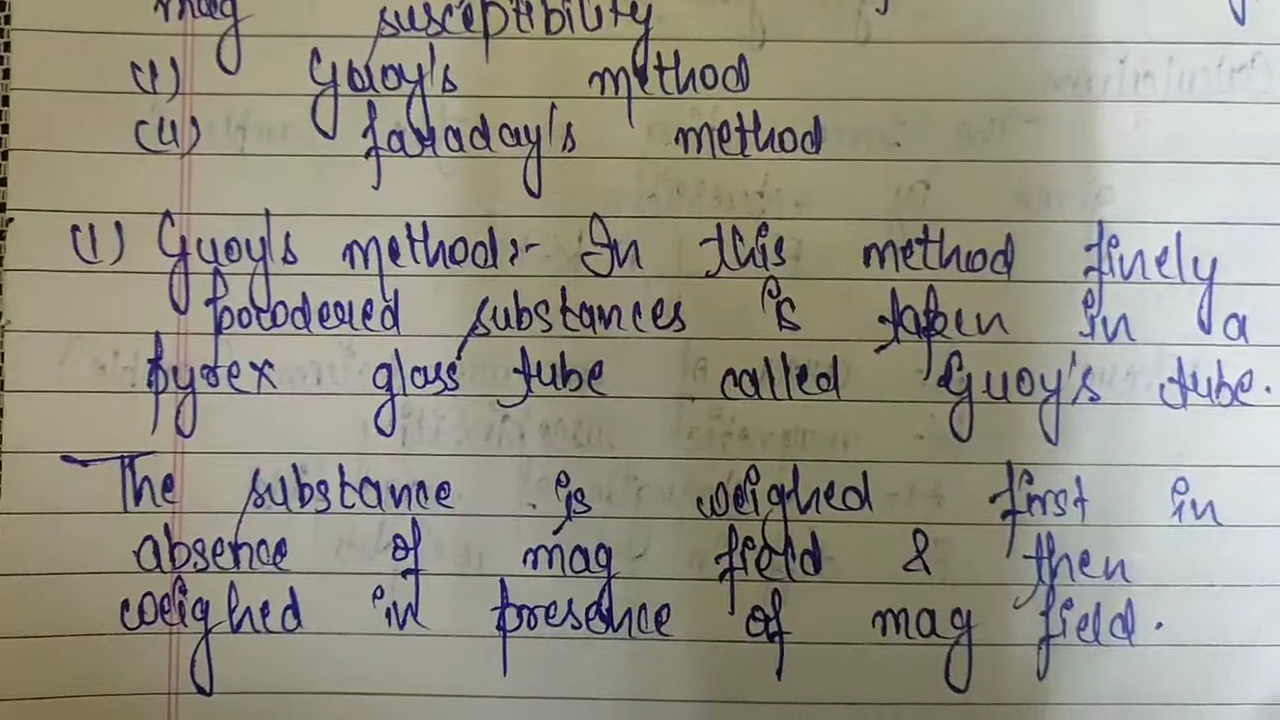 mag susceptibility
(i) Guoy's method
(ii) faraday's method
(1) Guoy's method:- In this method finely
powdered substances is taken in a
pyrex glass tube called Guoy's tube.
The substance is weighed first in
absence of mag field & then
weighed in presence of mag field.